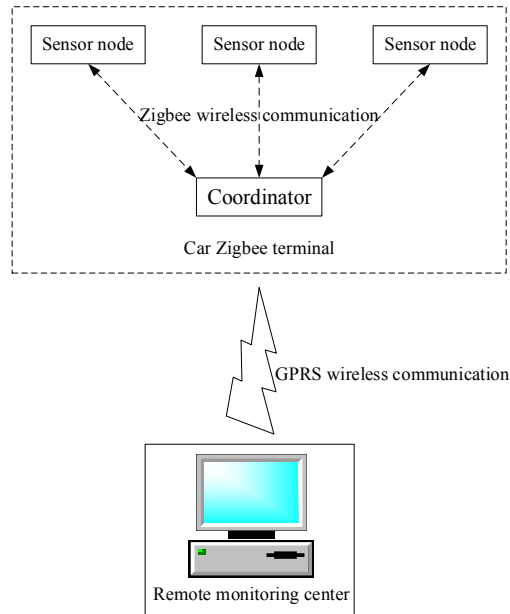 Sensor node
Sensor node
Sensor node
Zigbee wireless communication
Coordinator
Car Zigbee terminal
GPRS wireless communication
Remote monitoring center